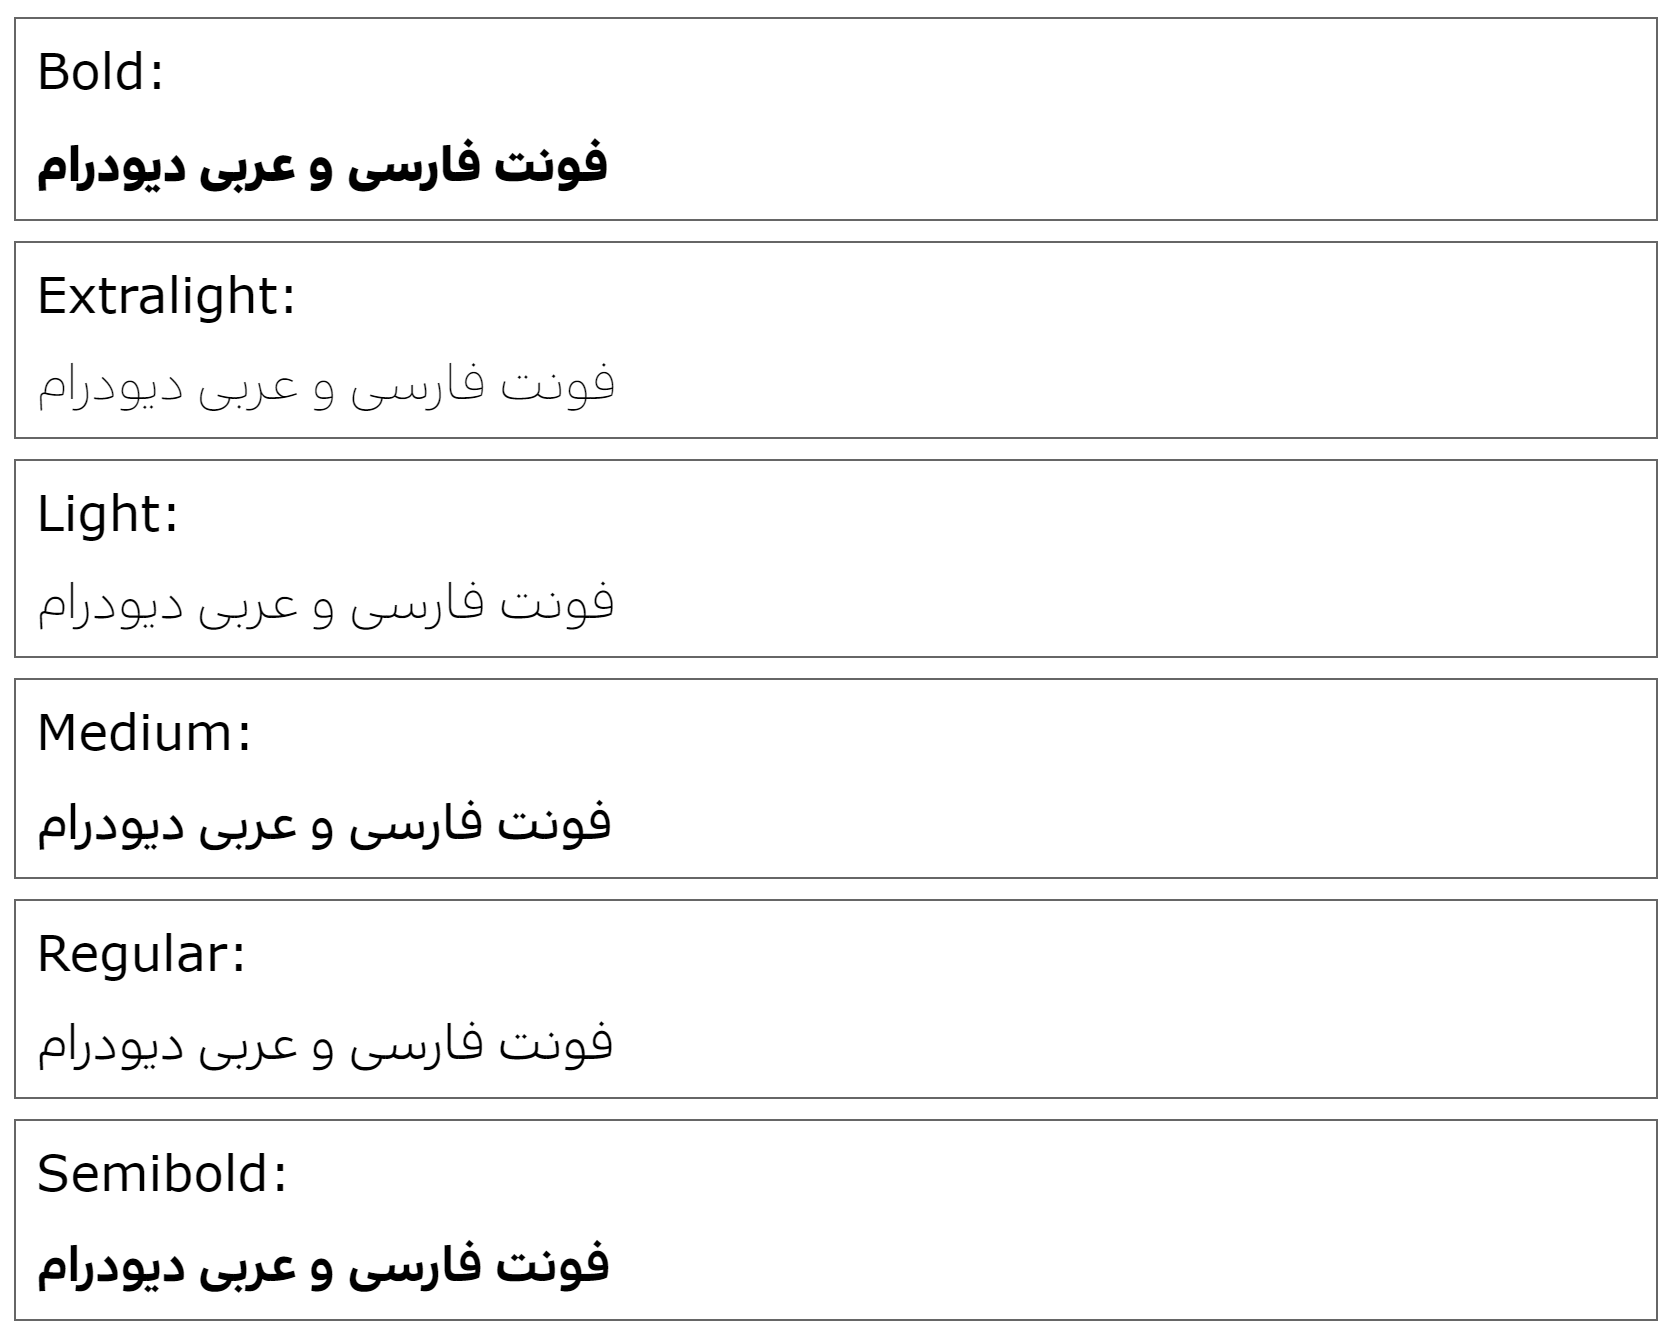 Bold:
فونت فارسی و عربی دیودرام
Extralight:
فونت فارسی و عربی دیودرام
Light:
فونت فارسی و عربی دیودرام
Medium:
فونت فارسی و عربی دیودرام
Regular:
فونت فارسی و عربی دیودرام
Semibold:
فونت فارسی و عربی دیودرام